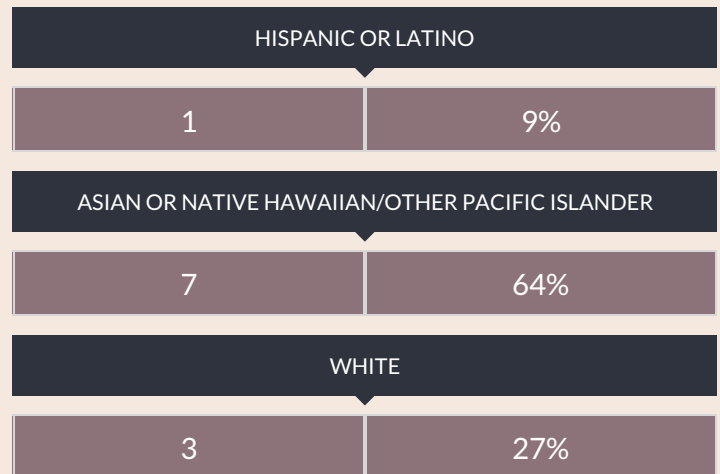 HISPANIC OR LATINO
1 9%
ASIAN OR NATIVE HAWAIIAN/OTHER PACIFIC ISLANDER
7 64%
WHITE
3 27%